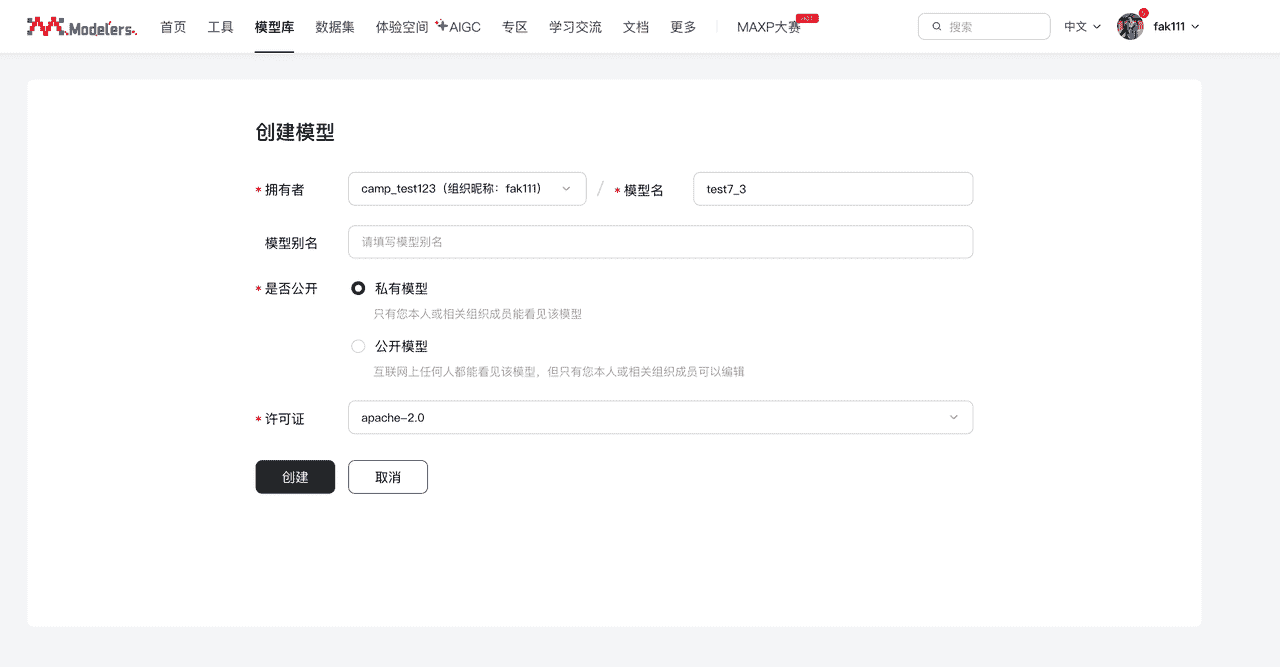 Modelers.
首页 工具 模型库 数据集 体验空间 AIGC 专区 学习交流 文档 更多 MAXP大赛 搜索 中文 fak111
创建模型
* 拥有者 camp_test123（组织昵称：fak111） / * 模型名 test7_3
模型别名 请填写模型别名
* 是否公开 私有模型
只有您本人或相关组织成员能看见该模型
公开模型
互联网上任何人都能看见该模型，但只有您本人或相关组织成员可以编辑
* 许可证 apache-2.0
创建 取消